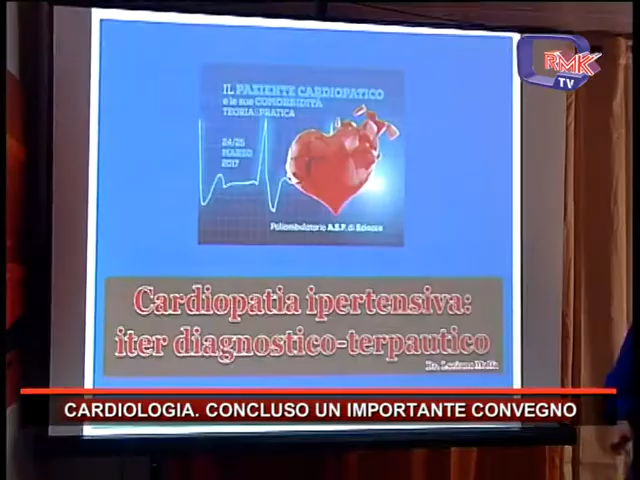 RMK
TV
IL PAZIENTE CARDIOPATICO
e le sue COMORBIDITÀ
TEORIA&PRATICA
24/25
MARZO
2017
Poliambulatorio A.S.P. di Sciacca
Cardiopatia ipertensiva:
iter diagnostico-terpautico
CARDIOLOGIA. CONCLUSO UN IMPORTANTE CONVEGNO